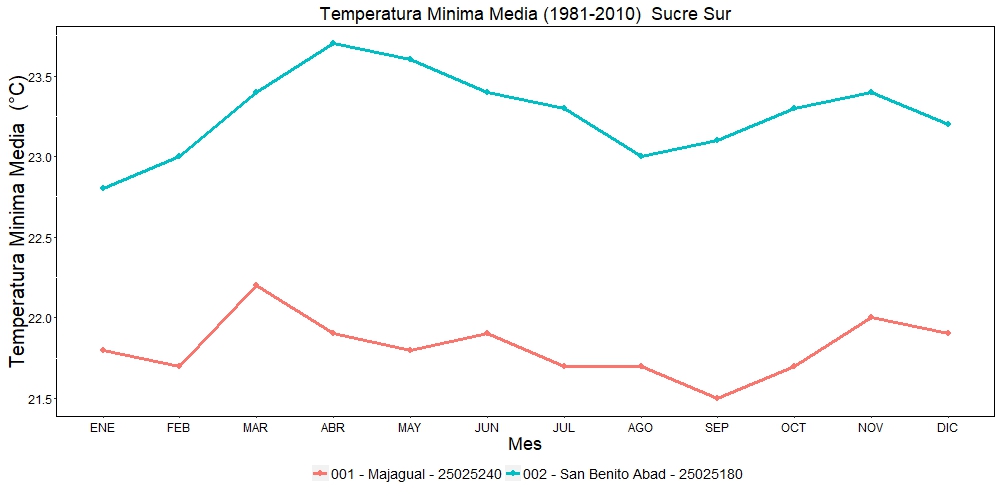 Temperatura Minima Media (1981-2010)  Sucre Sur
Temperatura Minima Media  (°C)
23.5
23.0
22.5
22.0
21.5
ENE FEB MAR ABR MAY JUN JUL AGO SEP OCT NOV DIC
Mes
001 - Majagual - 25025240 002 - San Benito Abad - 25025180